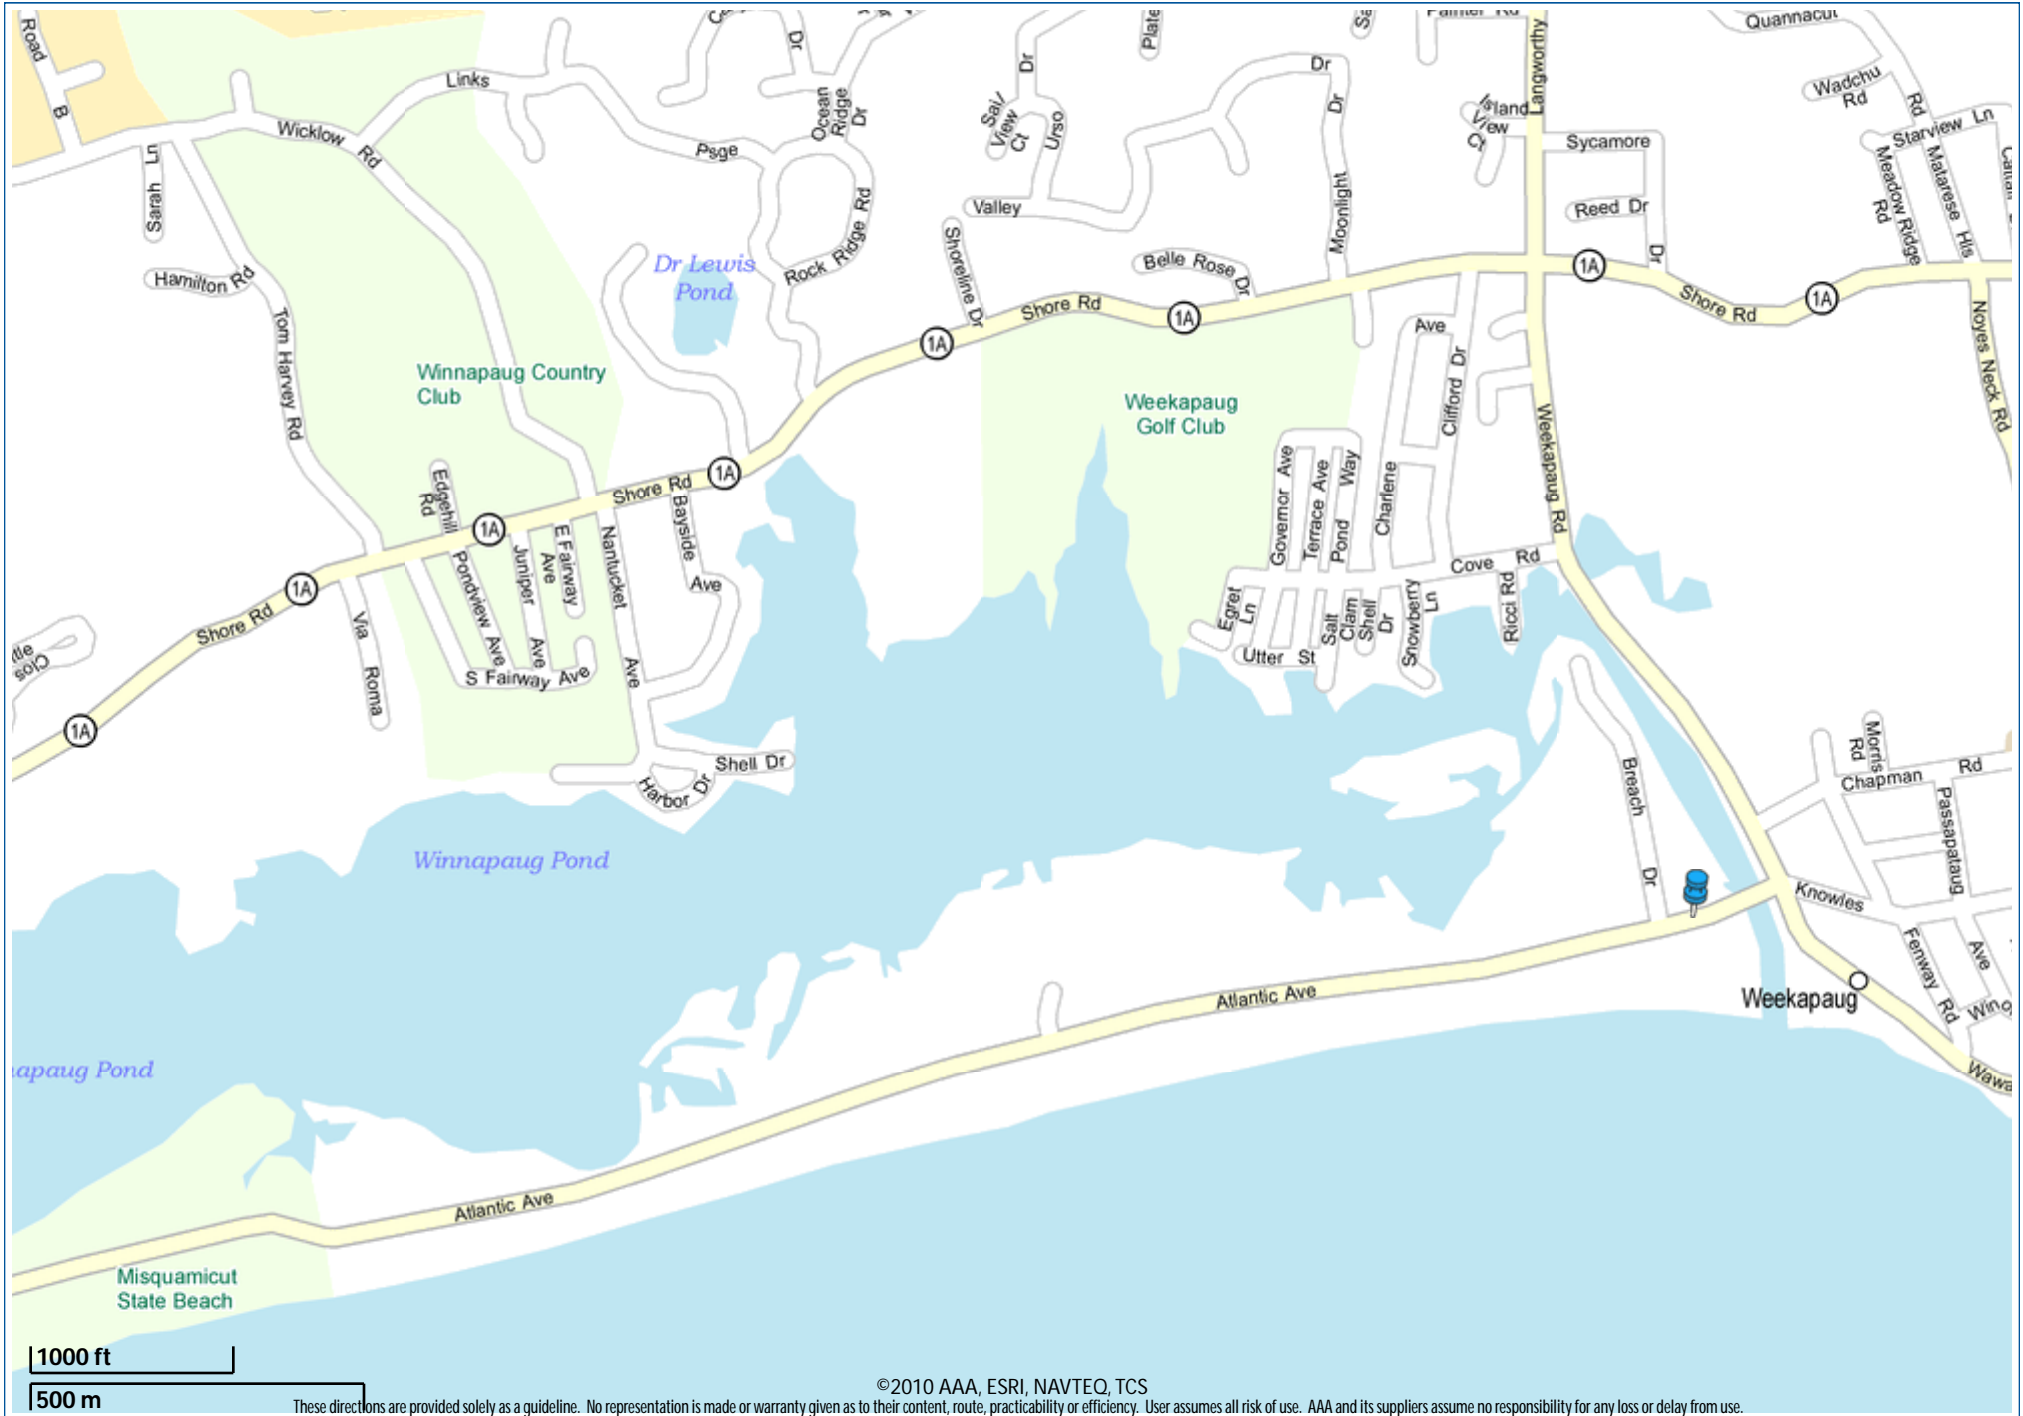 Road
B
Links
Wicklow Rd
Sarah Ln
Hamilton Rd
Tom Harvey Rd
Psge
Dr
Ocean
Ridge
Dr
Rock Ridge Rd
Dr
View
Ct
Urso
Valley
Shoreline Dr
Belle Rose Dr
Dr
Dr
Moonlight
Langworthy
Island
View
Ct
Sycamore
Reed Dr
Dr
Quannacut
Rd
Wadchu
Rd
Starview Ln
Meadow Ridge
Rd
Matarese Hls
Noyes Neck Rd
Dr Lewis
Pond
Winnapaug Country
Club
Weekapaug
Golf Club
Shore Rd
1A
1A
Shore Rd
1A
1A
1A
Shore Rd
1A
1A
Shore Rd
1A
Edgehill
Rd
Pondview Ave
Juniper Ave
E Fairway
Ave
Nantucket Ave
Bayside
Ave
Via Roma
S Fairway Ave
Shell Dr
Harbor Dr
Ave
Clifford Dr
Charlene
Governor Ave
Terrace Ave
Pond Way
Weekapaug Rd
Cove Rd
Ricci Rd
Egret
Ln
Utter St
Salt
Clam
Shell
Dr
Snowberry
Ln
Breach Dr
Morris
Rd
Chapman Rd
Passapataug
Ave
Knowles
Fenway Rd
Weekapaug
Winnapaug Pond
Atlantic Ave
Atlantic Ave
Misquamicut
State Beach
1000 ft
500 m
©2010 AAA, ESRI, NAVTEQ, TCS
These directions are provided solely as a guideline. No representation is made or warranty given as to their content, route, practicability or efficiency. User assumes all risk of use. AAA and its suppliers assume no responsibility for any loss or delay from use.